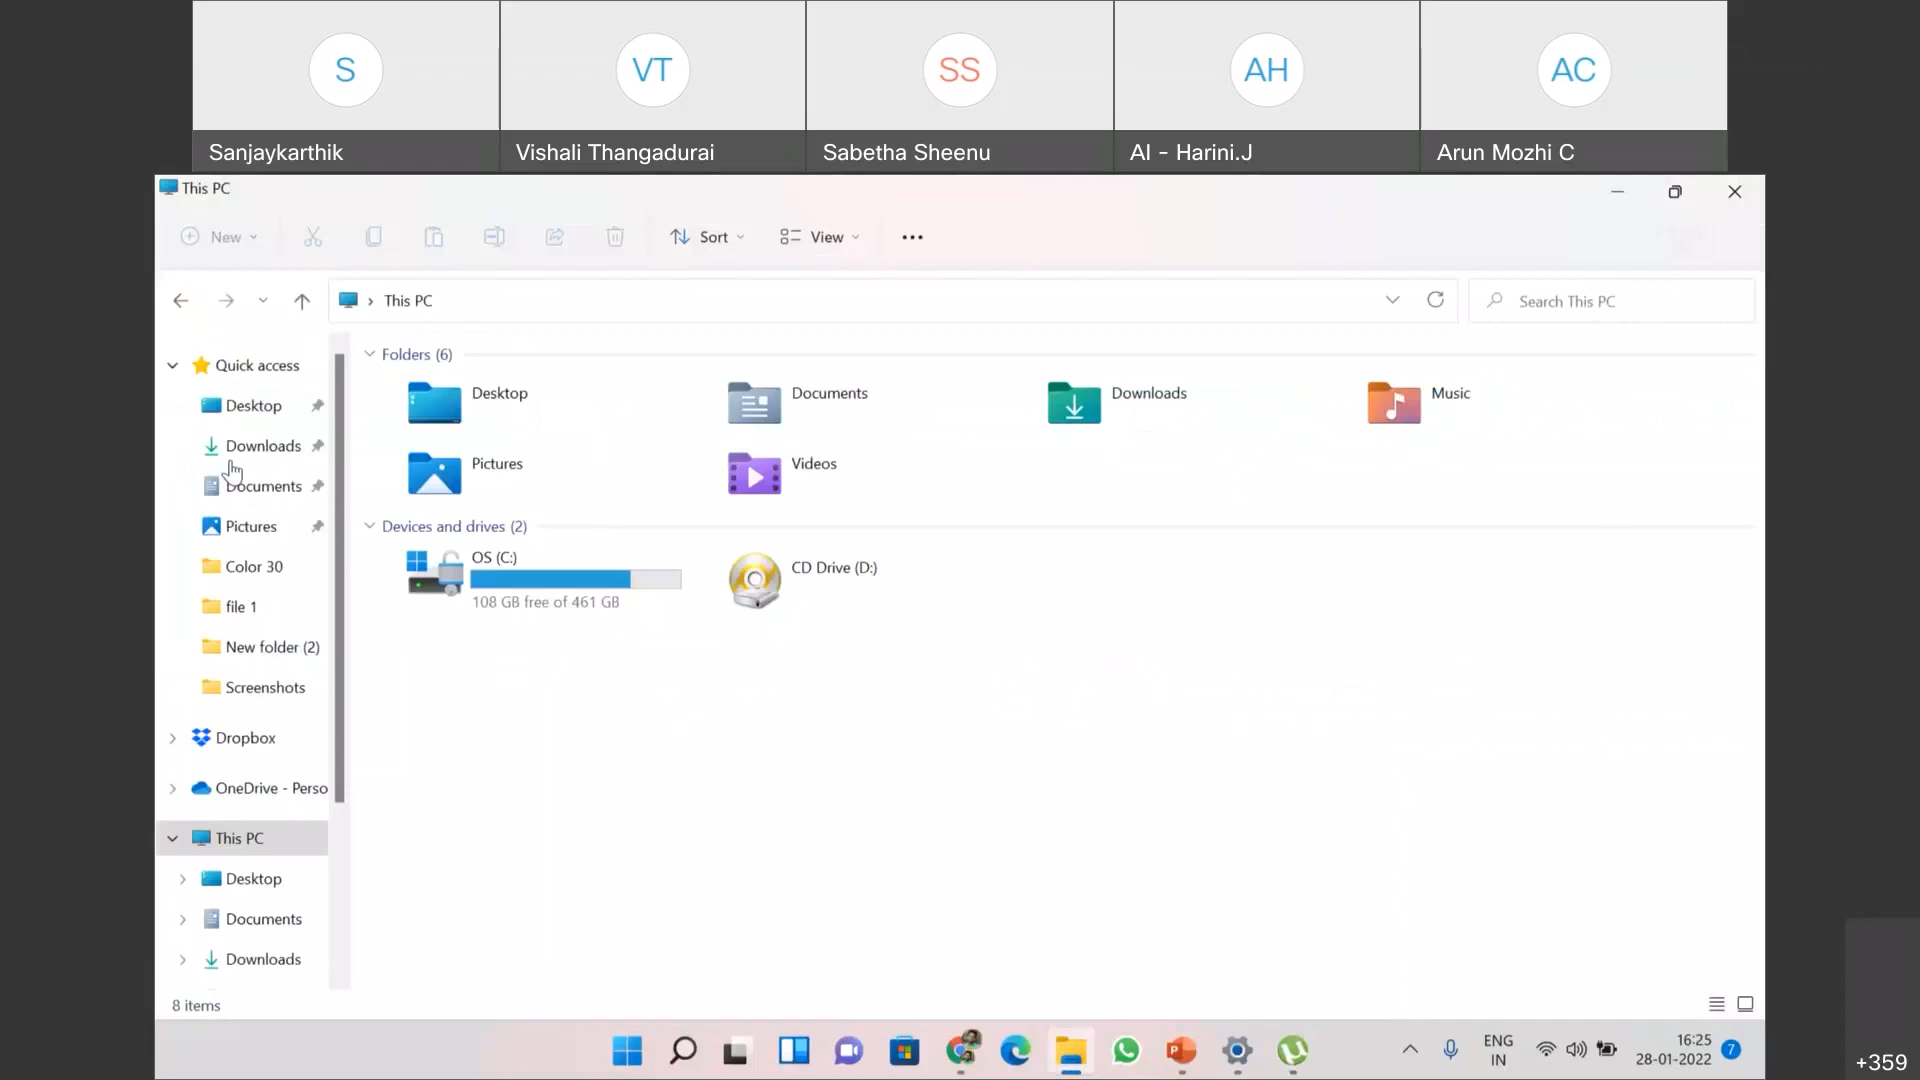 S
VT
SS
AH
AC
Sanjaykarthik
Vishali Thangadurai
Sabetha Sheenu
AI - Harini.J
Arun Mozhi C
This PC
New
Sort
View
This PC
Search This PC
Quick access
Desktop
Downloads
Documents
Pictures
Color 30
file 1
New folder (2)
Screenshots
Dropbox
OneDrive - Perso
This PC
Desktop
Documents
Downloads
Folders (6)
Desktop
Documents
Downloads
Music
Pictures
Videos
Devices and drives (2)
OS (C:)
108 GB free of 461 GB
CD Drive (D:)
8 items
P
ENG
IN
16:25
28-01-2022
7
+359